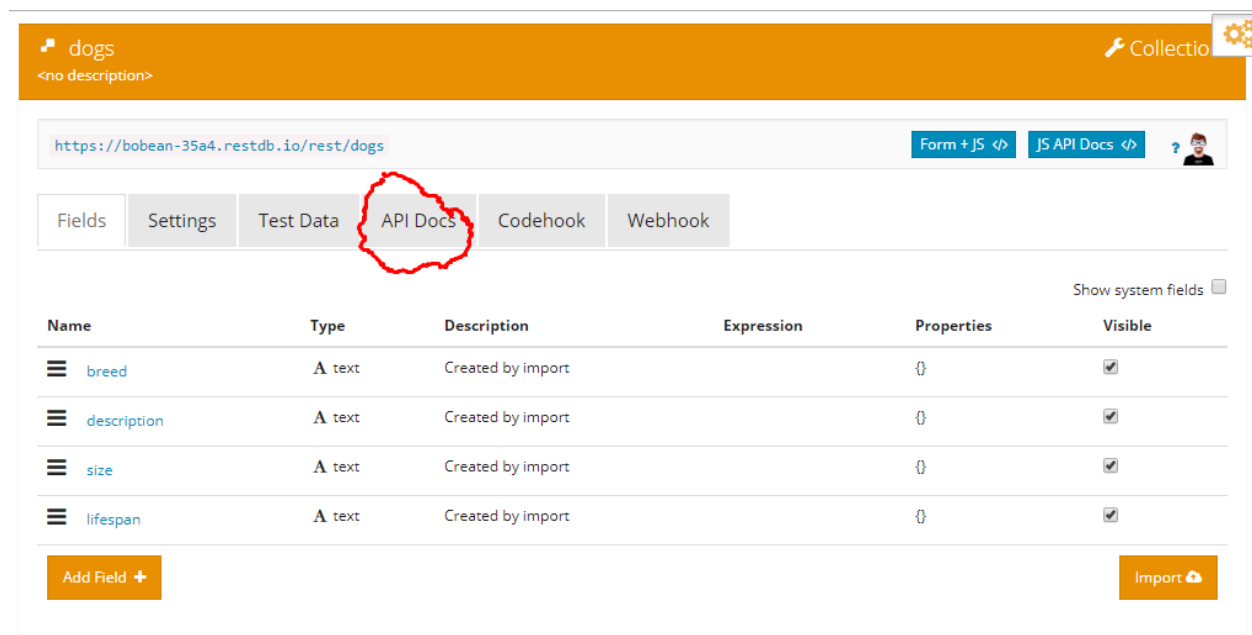 dogs
Collectio
<no description>
https://bobean-35a4.restdb.io/rest/dogs
Form + JS </>
JS API Docs </>
?
Fields Settings Test Data API Docs Codehook Webhook
Show system fields
Name Type Description Expression Properties Visible
breed A text Created by import {}
description A text Created by import {}
size A text Created by import {}
lifespan A text Created by import {}
Add Field +
Import